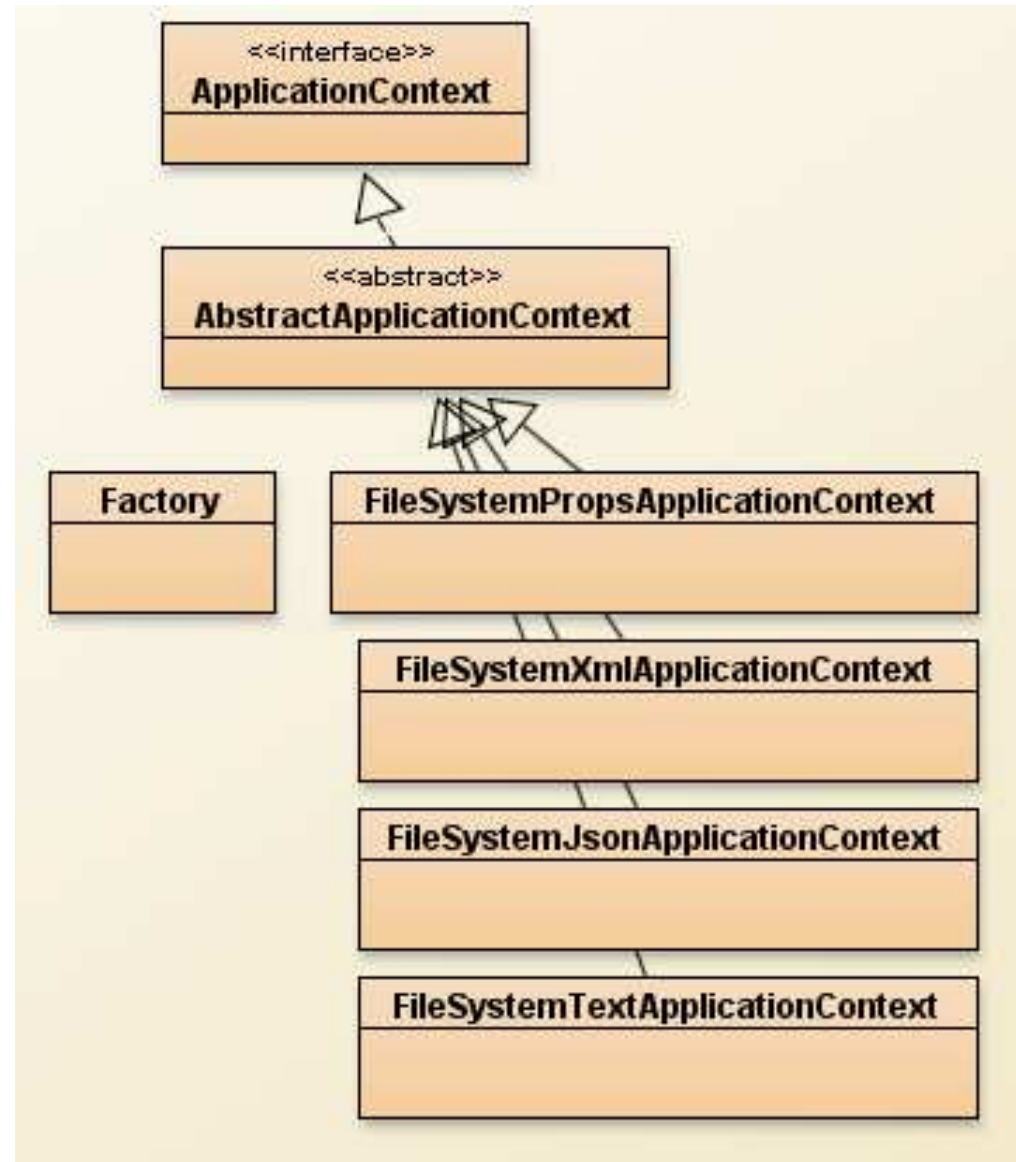 <<interface>>
ApplicationContext
<<abstract>>
AbstractApplicationContext
Factory
FileSystemPropsApplicationContext
FileSystemXmlApplicationContext
FileSystemJsonApplicationContext
FileSystemTextApplicationContext